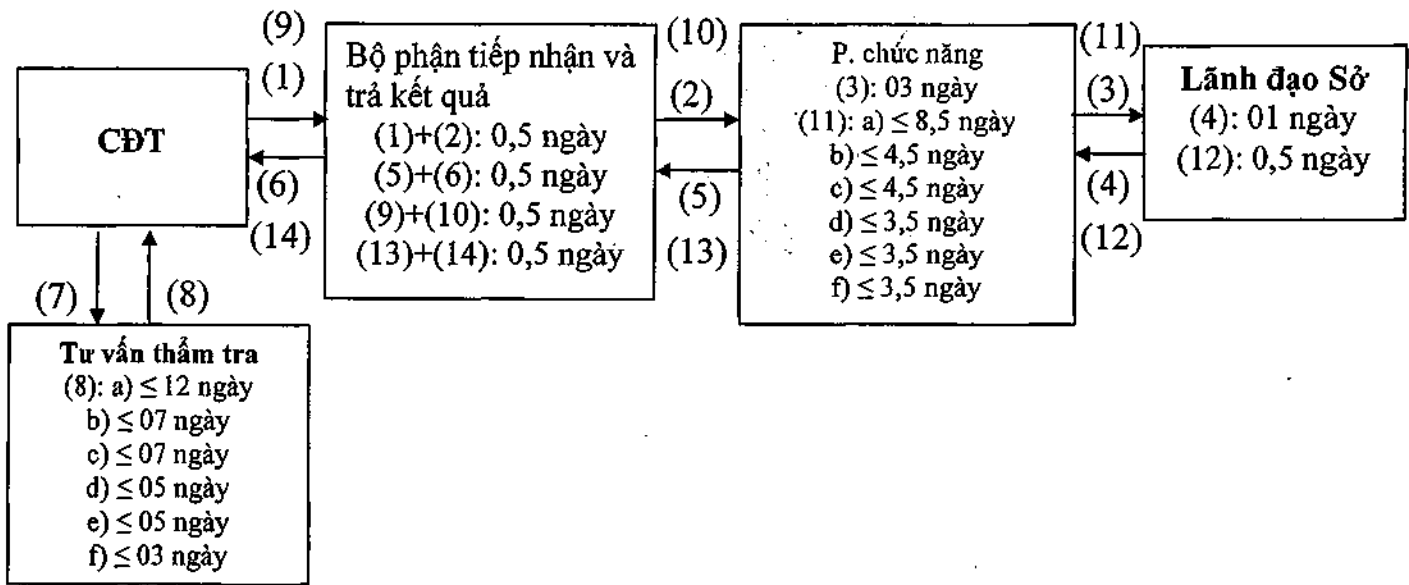 (9)
(1)
CĐT
(6)
(14)
(7)
(8)
Tư vấn thẩm tra
(8): a) ≤ 12 ngày
b) ≤ 07 ngày
c) ≤ 07 ngày
d) ≤ 05 ngày
e) ≤ 05 ngày
f) ≤ 03 ngày
Bộ phận tiếp nhận và
trả kết quả
(1)+(2): 0,5 ngày
(5)+(6): 0,5 ngày
(9)+(10): 0,5 ngày
(13)+(14): 0,5 ngày
(10)
(2)
(5)
(13)
P. chức năng
(3): 03 ngày
(11): a) ≤ 8,5 ngày
b) ≤ 4,5 ngày
c) ≤ 4,5 ngày
d) ≤ 3,5 ngày
e) ≤ 3,5 ngày
f) ≤ 3,5 ngày
(11)
(3)
(4)
(12)
Lãnh đạo Sở
(4): 01 ngày
(12): 0,5 ngày